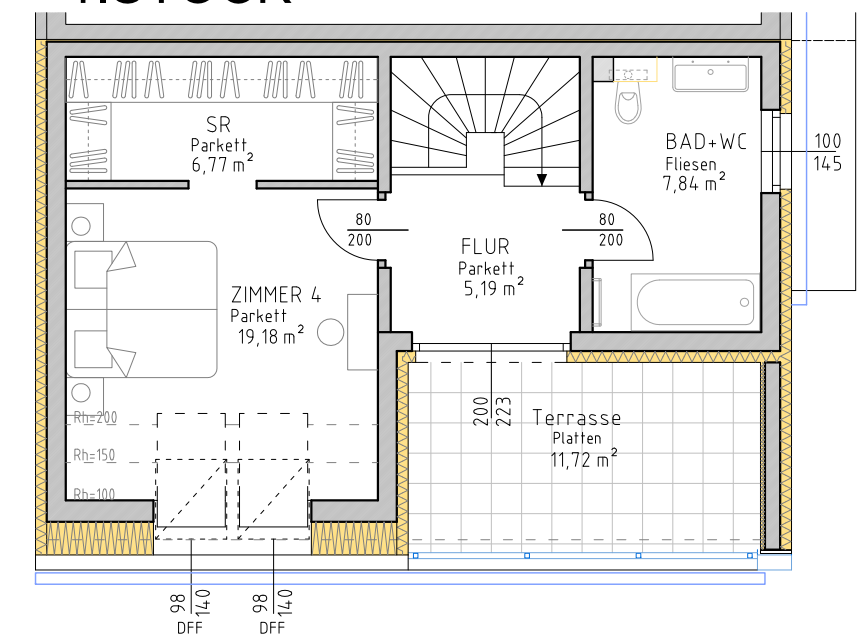 1.STOCK
SR
Parkett
6,77 m²
BAD+WC
Fliesen
7,84 m²
100
145
80
200
80
200
FLUR
Parkett
5,19 m²
ZIMMER 4
Parkett
19,18 m²
Rh=200
Rh=150
Rh=100
200
223
Terrasse
Platten
11,72 m²
98
140
DFF
98
140
DFF